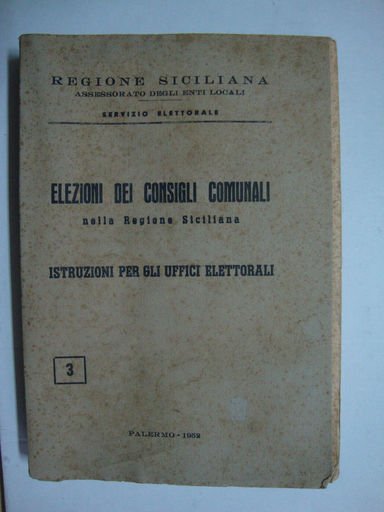 REGIONE SICILIANA
ASSESSORATO DEGLI ENTI LOCALI
SERVIZIO ELETTORALE
ELEZIONI DEI CONSIGLI COMUNALI
nella Regione Siciliana
ISTRUZIONI PER GLI UFFICI ELETTORALI
3
PALERMO - 1952